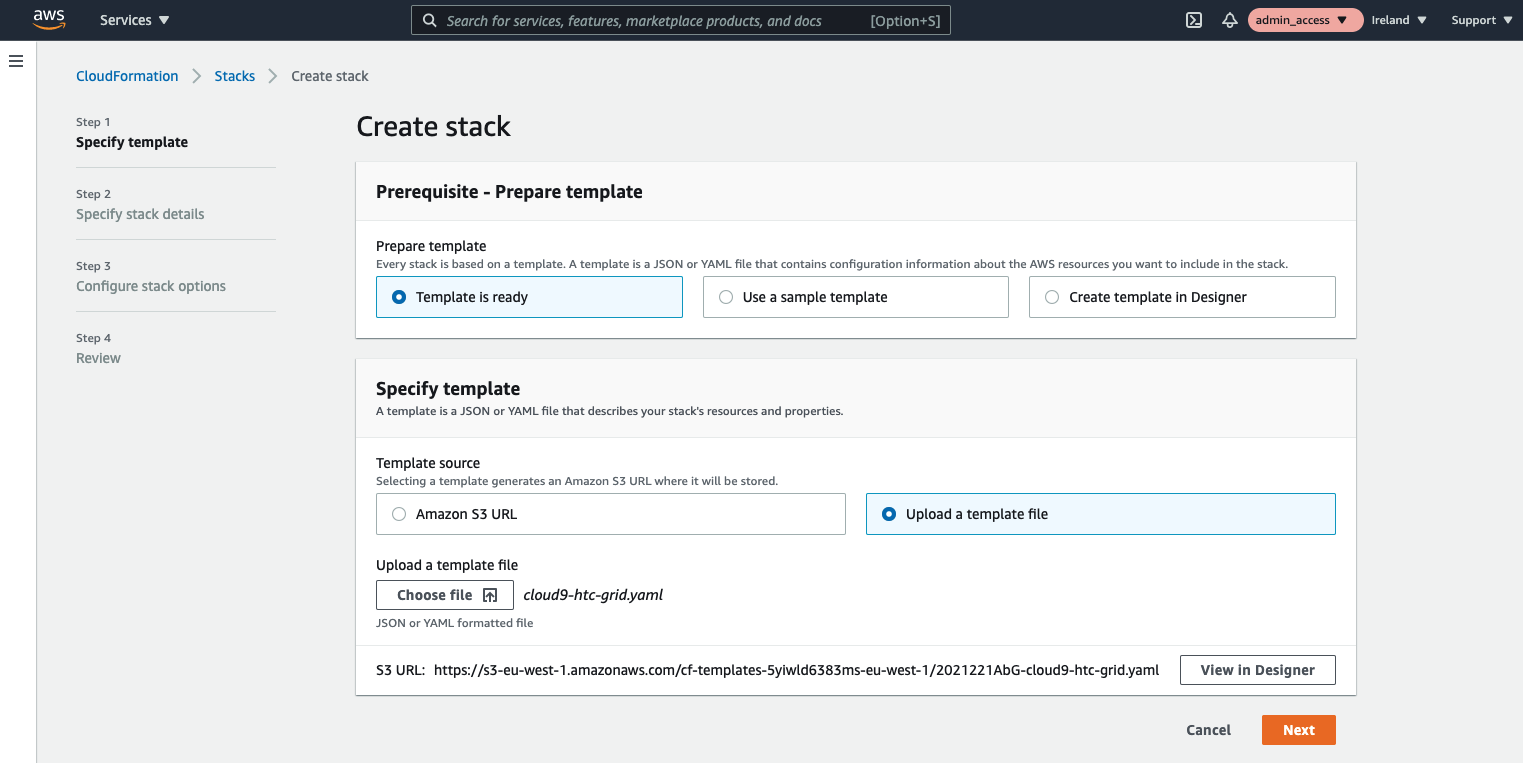 aws Services ▼ Search for services, features, marketplace products, and docs [Option+S] admin_access ▼ Ireland ▼ Support ▼
CloudFormation > Stacks > Create stack
Step 1
Specify template
Step 2
Specify stack details
Step 3
Configure stack options
Step 4
Review
Create stack
Prerequisite - Prepare template
Prepare template
Every stack is based on a template. A template is a JSON or YAML file that contains configuration information about the AWS resources you want to include in the stack.
Template is ready Use a sample template Create template in Designer
Specify template
A template is a JSON or YAML file that describes your stack's resources and properties.
Template source
Selecting a template generates an Amazon S3 URL where it will be stored.
Amazon S3 URL Upload a template file
Upload a template file
Choose file cloud9-htc-grid.yaml
JSON or YAML formatted file
S3 URL: https://s3-eu-west-1.amazonaws.com/cf-templates-5yiwld6383ms-eu-west-1/2021221AbG-cloud9-htc-grid.yaml View in Designer
Cancel Next